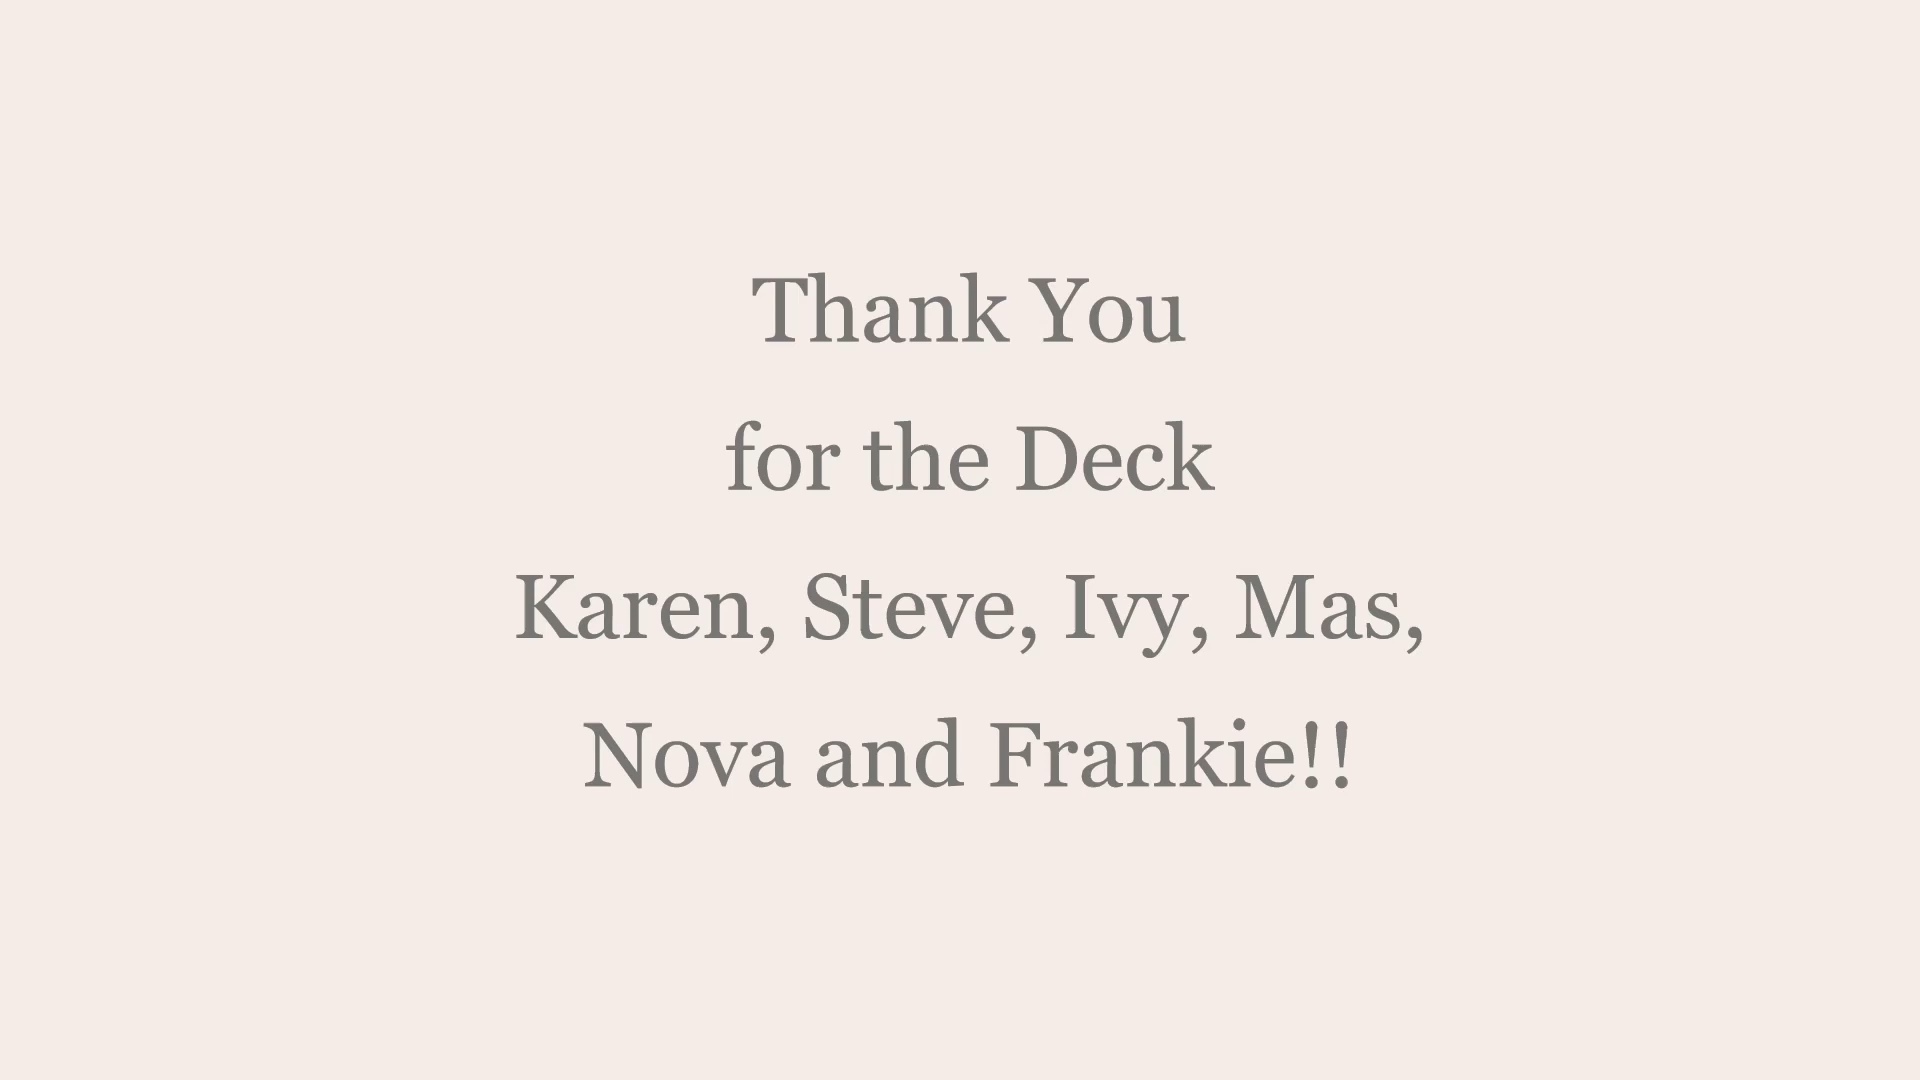 Thank You
for the Deck
Karen, Steve, Ivy, Mas,
Nova and Frankie!!